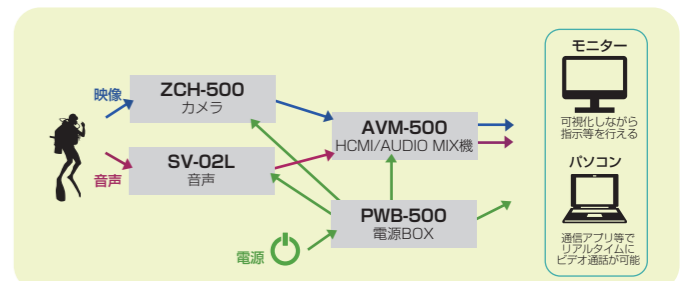 映像
ZCH-500
カメラ
音声
SV-02L
音声
AVM-500
HCMI/AUDIO MIX機
PWB-500
電源BOX
電源
モニター
可視化しながら
指示等を行える
パソコン
通信アプリ等で
リアルタイムに
ビデオ通話が可能